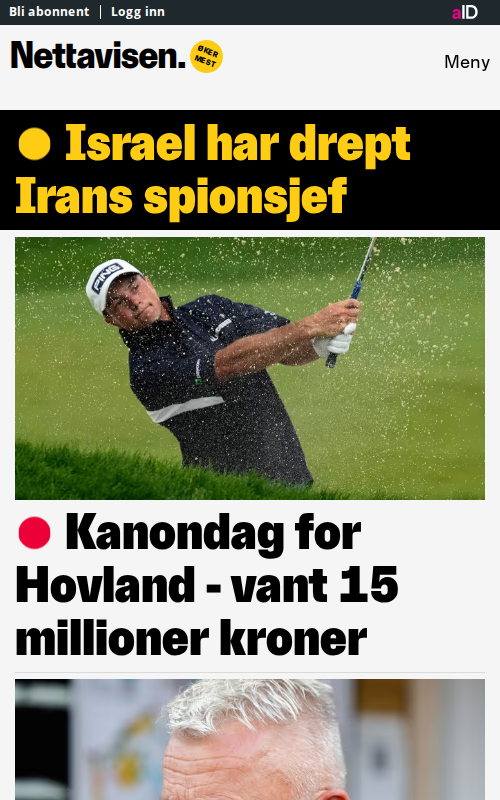 Bli abonnent | Logg inn
aID
Nettavisen.
ØKER
MEST
Meny
Israel har drept
Irans spionsjef
PING
Kanondag for
Hovland - vant 15
millioner kroner